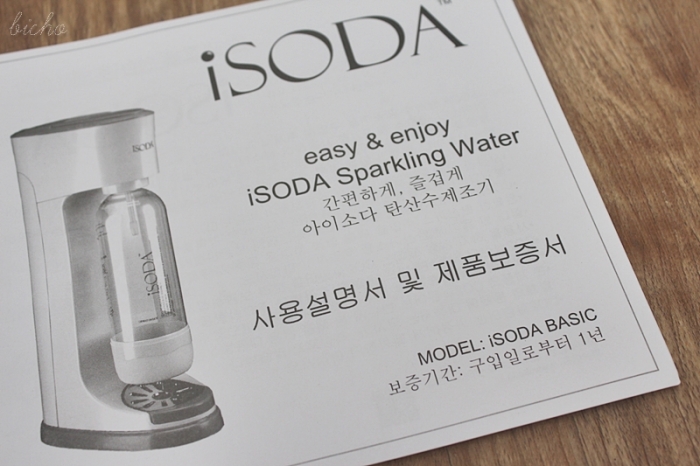 bicho
iSODA™
iSODA
iSODA
easy & enjoy
iSODA Sparkling Water
간편하게, 즐겁게
아이소다 탄산수제조기
사용설명서 및 제품보증서
MODEL: iSODA BASIC
보증기간: 구입일로부터 1년